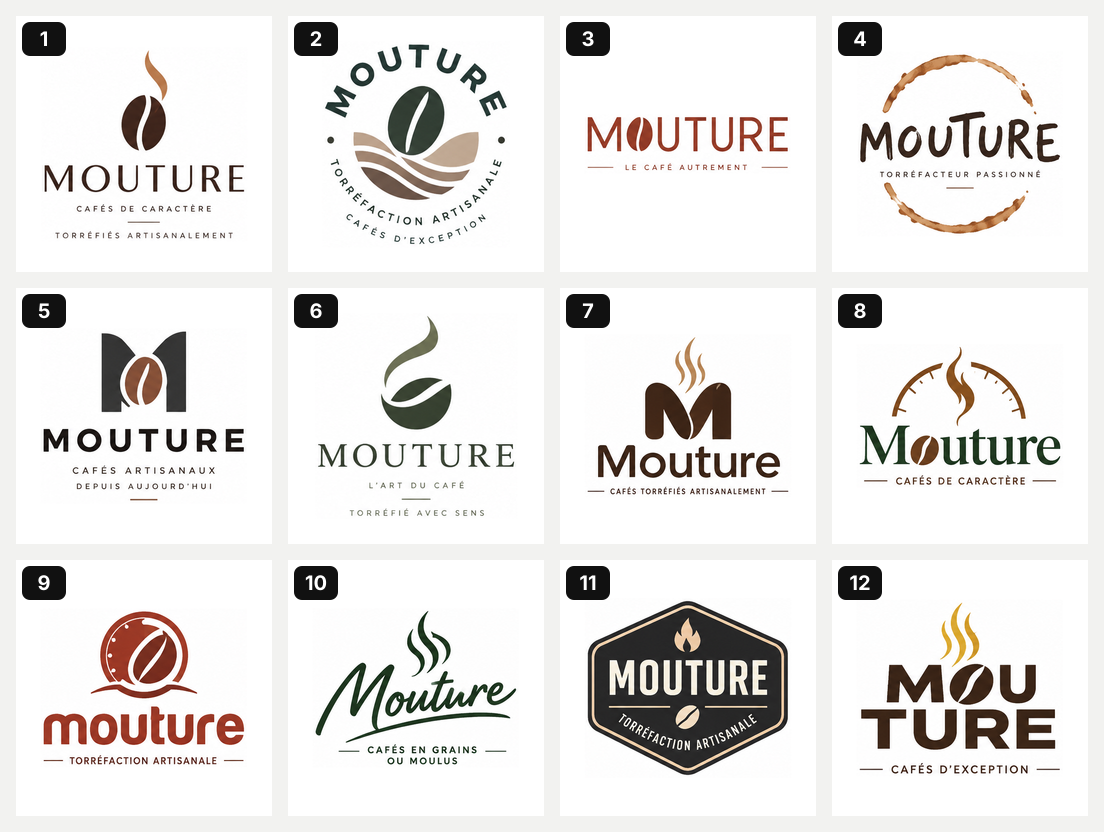 1
MOUTURE
CAFÉS DE CARACTÈRE
TORRÉFIÉS ARTISANALEMENT
2
MOUTURE
TORRÉFACTION ARTISANALE
CAFÉS D'EXCEPTION
3
MOUTURE
LE CAFÉ AUTREMENT
4
MOUTURE
TORRÉFACTEUR PASSIONNÉ
5
M
MOUTURE
CAFÉS ARTISANAUX
DEPUIS AUJOURD'HUI
6
MOUTURE
L'ART DU CAFÉ
TORRÉFIÉ AVEC SENS
7
M
Mouture
CAFÉS TORRÉFIÉS ARTISANALEMENT
8
Mouture
CAFÉS DE CARACTÈRE
9
mouture
TORRÉFACTION ARTISANALE
10
Mouture
CAFÉS EN GRAINS
OU MOULUS
11
MOUTURE
TORRÉFACTION ARTISANALE
12
MOU
TURE
CAFÉS D'EXCEPTION